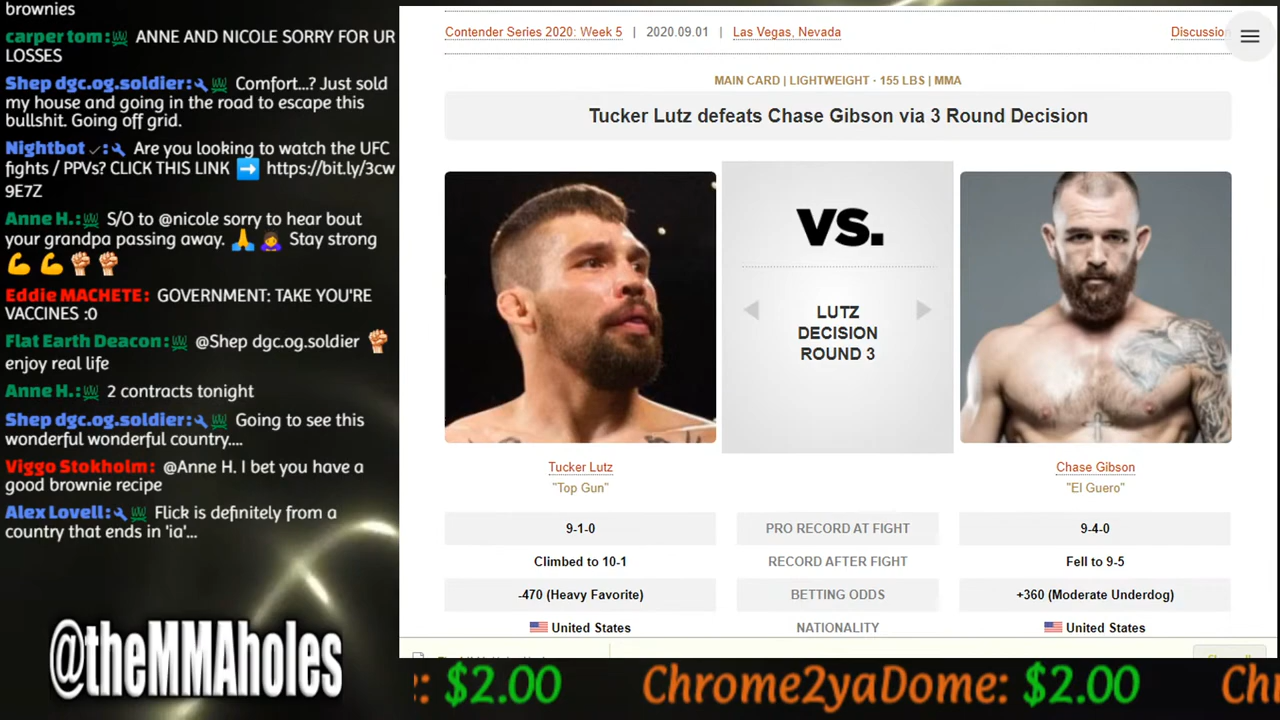 brownies
carper tom: ANNE AND NICOLE SORRY FOR UR
LOSSES
Shep dgc.og.soldier: Comfort...? Just sold
my house and going in the road to escape this
bullshit. Going off grid.
Nightbot ✓: Are you looking to watch the UFC
fights / PPVs? CLICK THIS LINK ➡ https://bit.ly/3cw
9E7Z
Anne H.: S/O to @nicole sorry to hear bout
your grandpa passing away. 🙏 🙇‍♀️ Stay strong
💪 💪 ✊🏻 ✊🏻
Eddie MACHETE: GOVERNMENT: TAKE YOU'RE
VACCINES :0
Flat Earth Deacon: @Shep dgc.og.soldier ✊🏻
enjoy real life
Anne H.: 2 contracts tonight
Shep dgc.og.soldier: Going to see this
wonderful wonderful country....
Viggo Stokholm: @Anne H. I bet you have a
good brownie recipe
Alex Lovell: Flick is definitely from a
country that ends in 'ia'...
@theMMAholes
Contender Series 2020: Week 5 | 2020.09.01 | Las Vegas, Nevada
Discussion
MAIN CARD | LIGHTWEIGHT · 155 LBS | MMA
Tucker Lutz defeats Chase Gibson via 3 Round Decision
VS.
LUTZ
DECISION
ROUND 3
Tucker Lutz
"Top Gun"
Chase Gibson
"El Guero"
9-1-0 PRO RECORD AT FIGHT 9-4-0
Climbed to 10-1 RECORD AFTER FIGHT Fell to 9-5
-470 (Heavy Favorite) BETTING ODDS +360 (Moderate Underdog)
United States NATIONALITY United States
: $2.00 Chrome2yaDome: $2.00 Ch